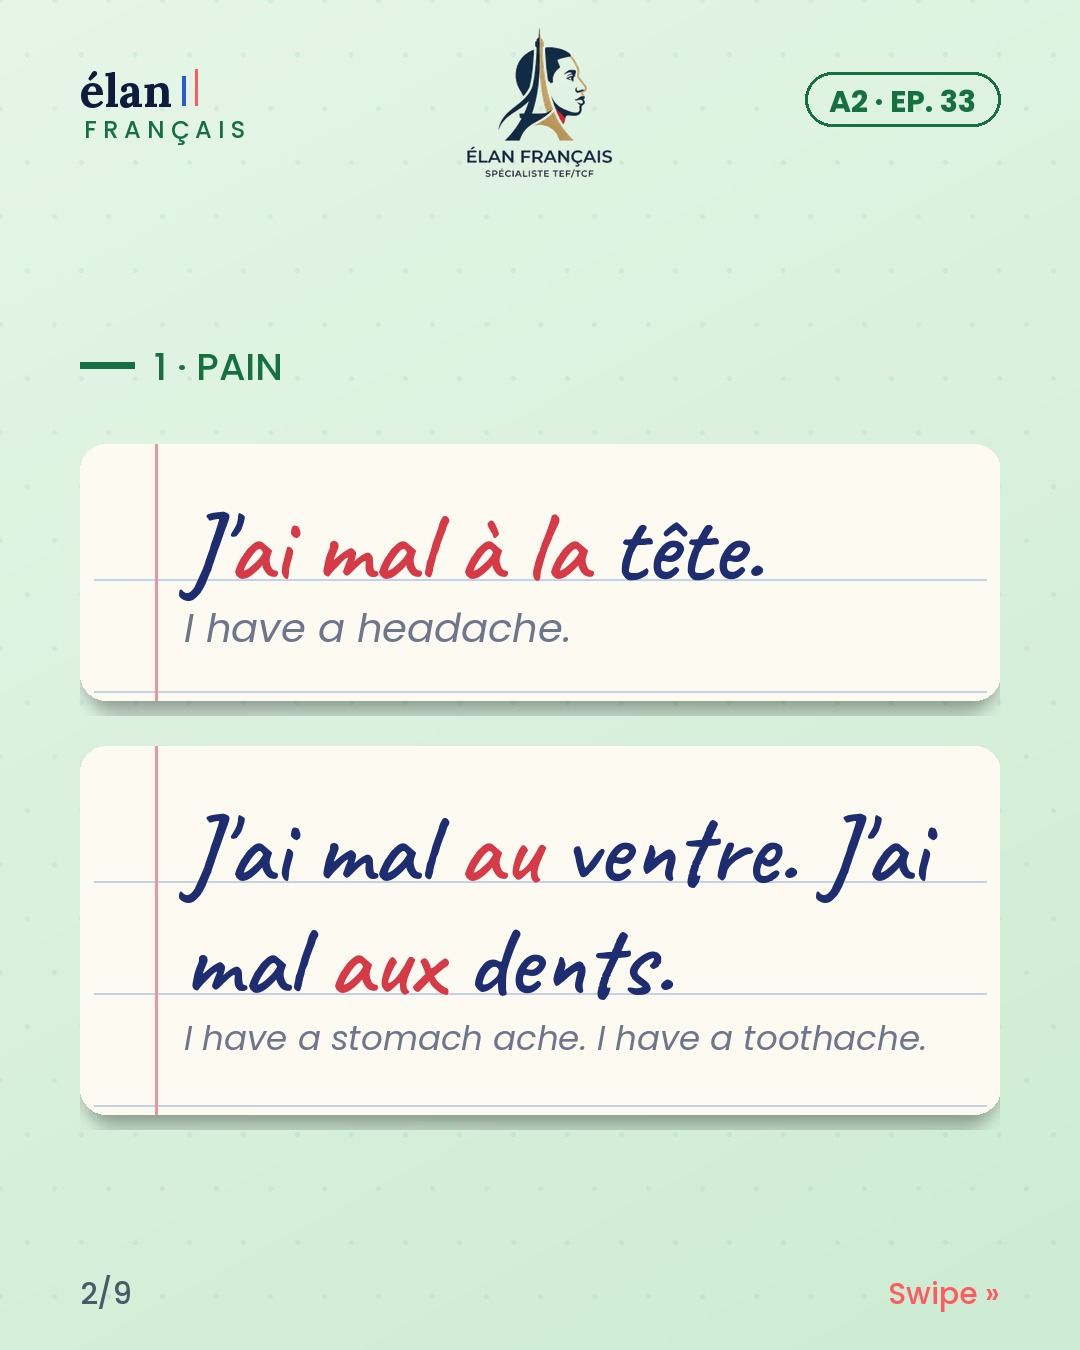 élan
FRANÇAIS
ÉLAN FRANÇAIS
SPÉCIALISTE TEF/TCF
A2 · EP. 33
1 · PAIN
J'ai mal à la tête.
I have a headache.
J'ai mal au ventre. J'ai
mal aux dents.
I have a stomach ache. I have a toothache.
2/9
Swipe »